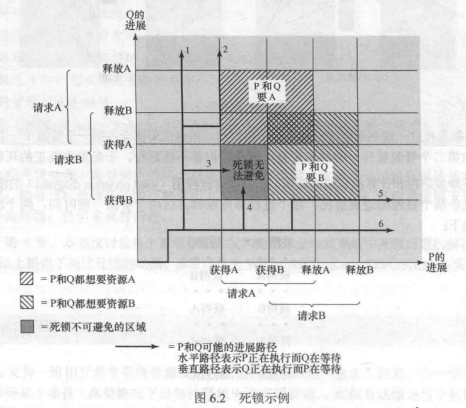 Q的
进展
1
2
释放A
P和Q
要A
请求A
释放B
获得A
请求B
3
死锁无
法避免
P和Q
要B
获得B
4
5
6
获得A
获得B
释放A
释放B
P的
进展
请求A
请求B
= P和Q都想要资源A
= P和Q都想要资源B
= 死锁不可避免的区域
= P和Q可能的进展路径
水平路径表示P正在执行而Q在等待
垂直路径表示Q正在执行而P在等待
图 6.2 死锁示例